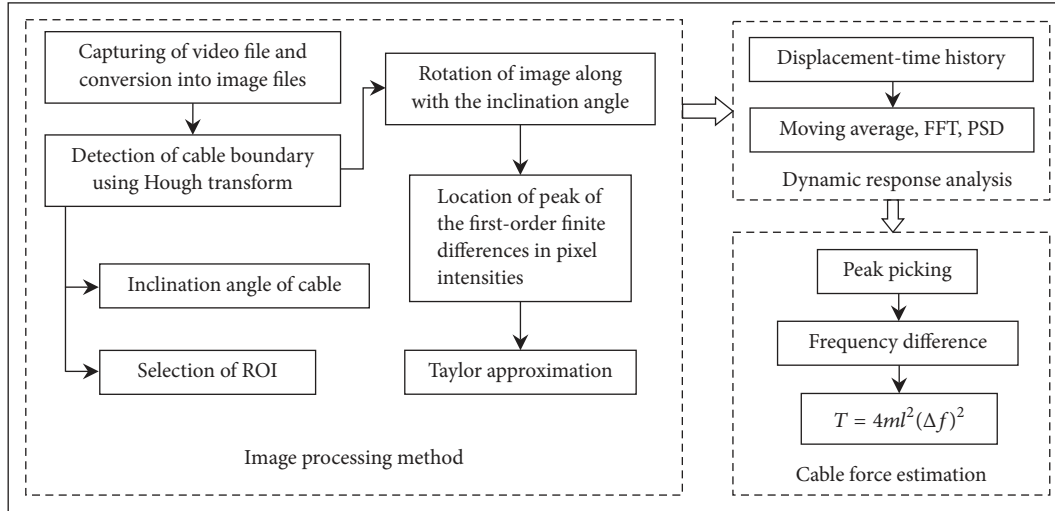 Capturing of video file and
conversion into image files
Detection of cable boundary
using Hough transform
Inclination angle of cable
Selection of ROI
Rotation of image along
with the inclination angle
Location of peak of
the first-order finite
differences in pixel
intensities
Taylor approximation
Image processing method
Displacement-time history
Moving average, FFT, PSD
Dynamic response analysis
Peak picking
Frequency difference
T = 4ml²(Δf)²
Cable force estimation